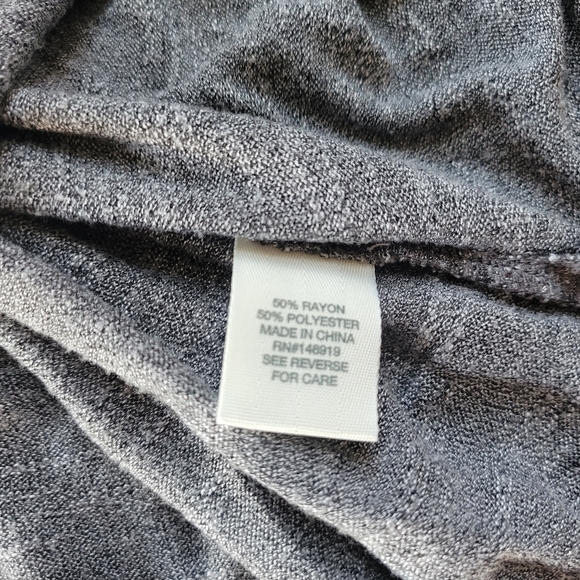 50% RAYON
50% POLYESTER
MADE IN CHINA
RN#146919
SEE REVERSE
FOR CARE